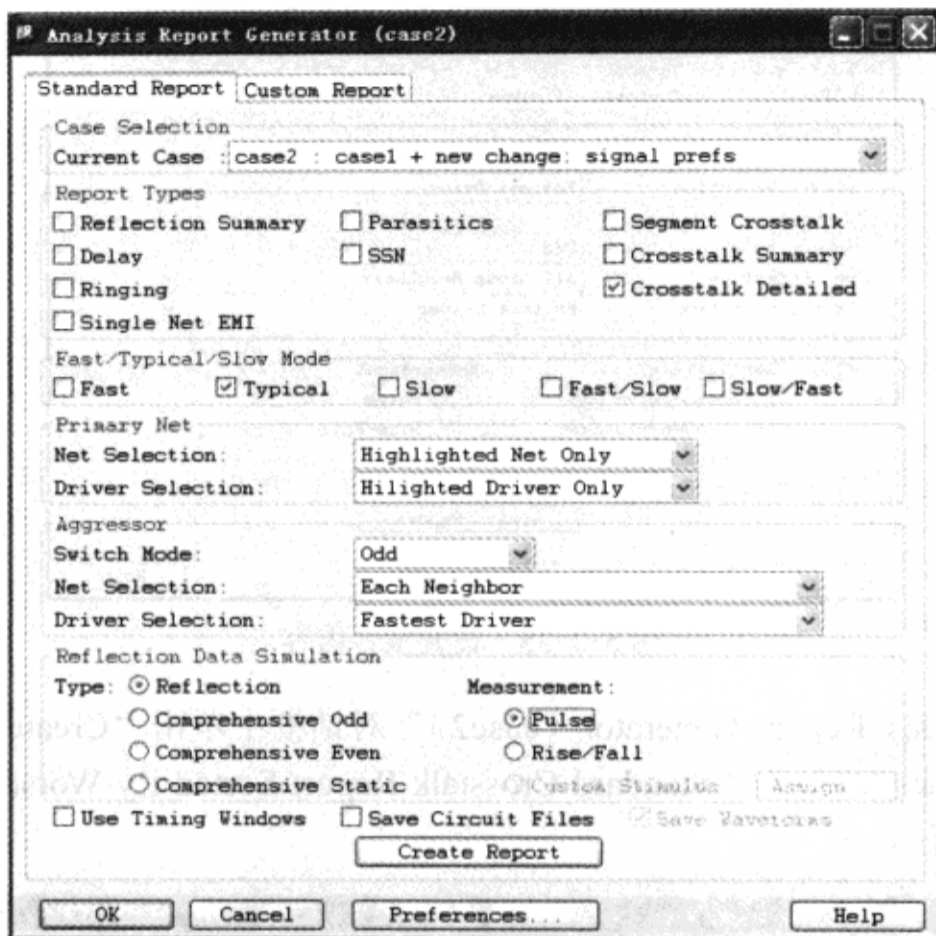 Analysis Report Generator (case2)
Standard Report Custom Report
Case Selection
Current Case : case2 : case1 + new change: signal prefs
Report Types
Reflection Summary Parasitics Segment Crosstalk
Delay SSN Crosstalk Summary
Ringing Crosstalk Detailed
Single Net EMI
Fast/Typical/Slow Mode
Fast Typical Slow Fast/Slow Slow/Fast
Primary Net
Net Selection: Highlighted Net Only
Driver Selection: Hilighted Driver Only
Aggressor
Switch Mode: Odd
Net Selection: Each Neighbor
Driver Selection: Fastest Driver
Reflection Data Simulation
Type: Reflection Measurement:
Comprehensive Odd Pulse
Comprehensive Even Rise/Fall
Comprehensive Static Custom Stimulus Assign
Use Timing Windows Save Circuit Files Save Waveforms
Create Report
OK Cancel Preferences... Help